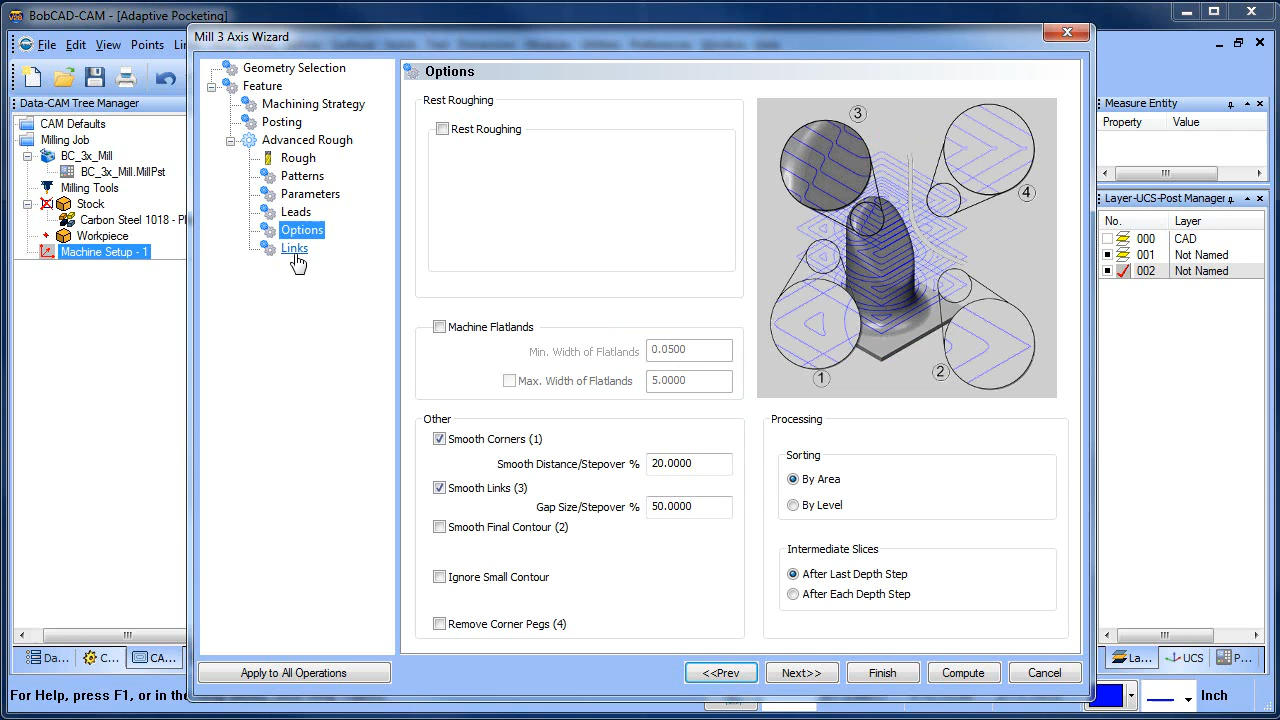 BobCAD-CAM - [Adaptive Pocketing]
Mill 3 Axis Wizard
File Edit View Points
Data-CAM Tree Manager
CAM Defaults
Milling Job
BC_3x_Mill
BC_3x_Mill.MillPst
Milling Tools
Stock
Carbon Steel 1018 - Pl
Workpiece
Machine Setup - 1
Da...
C...
CA...
For Help, press F1, or in the
Geometry Selection
Feature
Machining Strategy
Posting
Advanced Rough
Rough
Patterns
Parameters
Leads
Options
Links
Apply to All Operations
Options
Rest Roughing
Rest Roughing
Machine Flatlands
Min. Width of Flatlands 0.0500
Max. Width of Flatlands 5.0000
Other
Smooth Corners (1)
Smooth Distance/Stepover % 20.0000
Smooth Links (3)
Gap Size/Stepover % 50.0000
Smooth Final Contour (2)
Ignore Small Contour
Remove Corner Pegs (4)
3
4
1
2
Processing
Sorting
By Area
By Level
Intermediate Slices
After Last Depth Step
After Each Depth Step
<<Prev Next>> Finish Compute Cancel
Measure Entity
Property Value
Layer-UCS-Post Manager
No. Layer
000 CAD
001 Not Named
002 Not Named
La... UCS P...
Inch